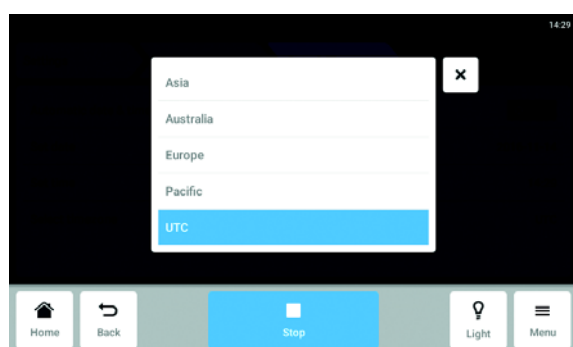 14:29
Asia
Australia
Europe
Pacific
UTC
Home
Back
Stop
Light
Menu